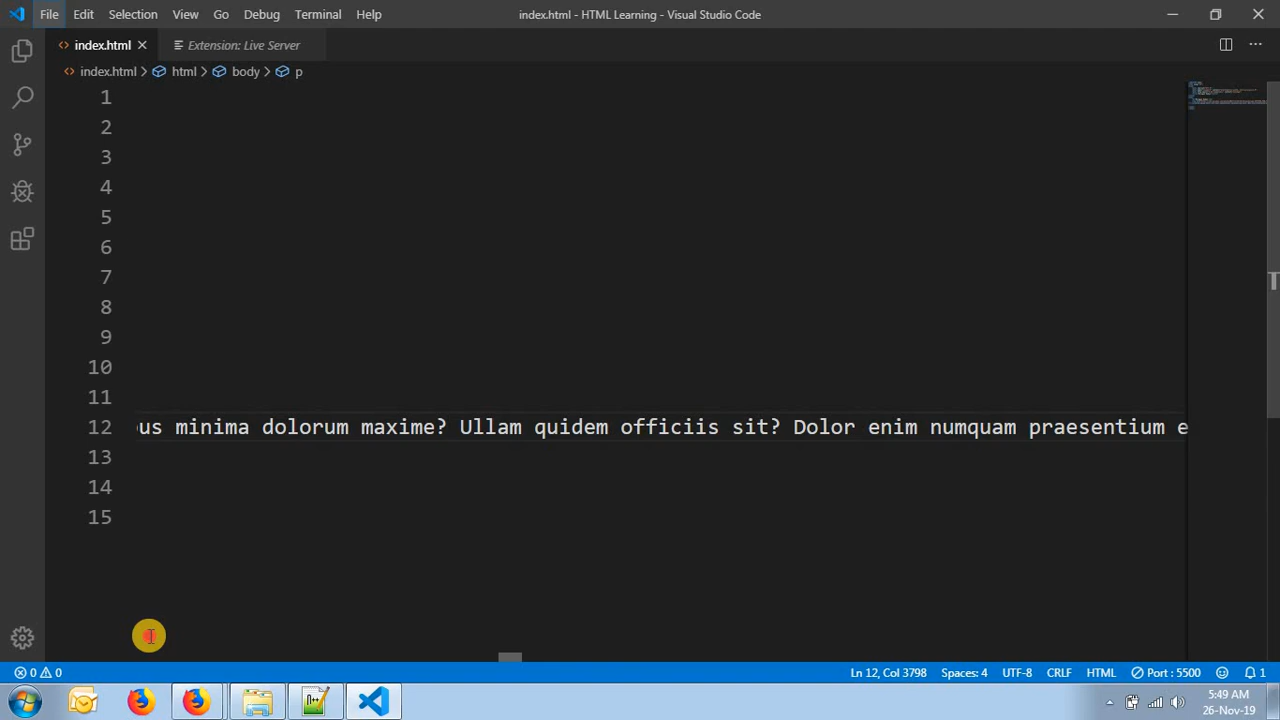 File Edit Selection View Go Debug Terminal Help index.html - HTML Learning - Visual Studio Code
index.html Extension: Live Server
index.html > html > body > p
1
2
3
4
5
6
7
8
9
10
11
12 us minima dolorum maxime? Ullam quidem officiis sit? Dolor enim numquam praesentium e
13
14
15
0 0 Ln 12, Col 3798 Spaces: 4 UTF-8 CRLF HTML Port : 5500 1
5:49 AM
26-Nov-19